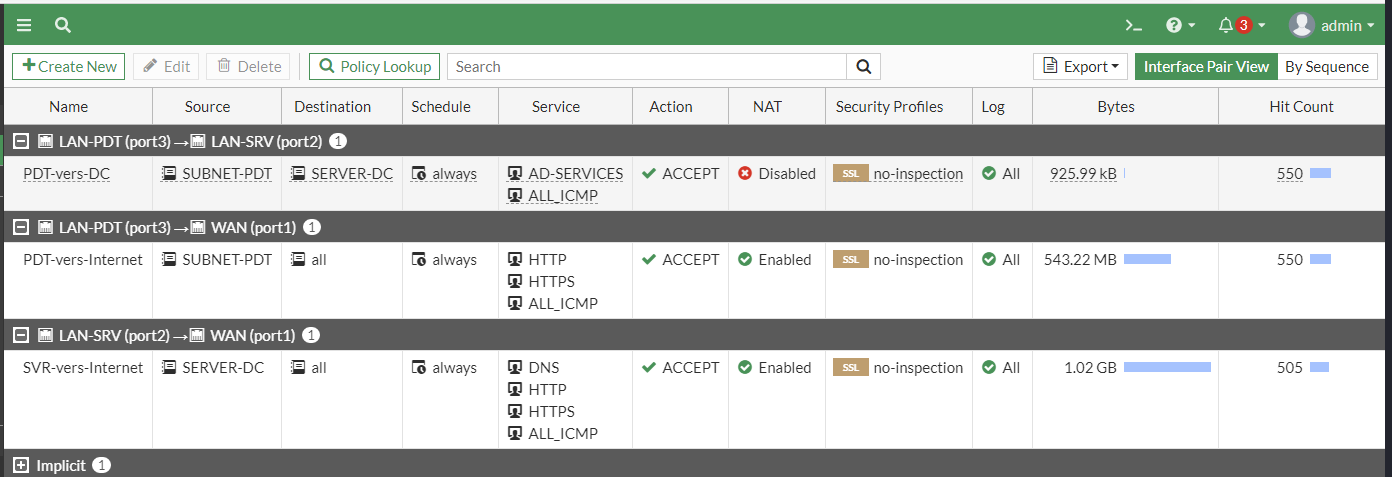 3 admin
Create New Edit Delete Policy Lookup Search Export Interface Pair View By Sequence
Name Source Destination Schedule Service Action NAT Security Profiles Log Bytes Hit Count
LAN-PDT (port3) → LAN-SRV (port2) 1
PDT-vers-DC SUBNET-PDT SERVER-DC always AD-SERVICES ACCEPT Disabled SSL no-inspection All 925.99 kB 550
ALL_ICMP
LAN-PDT (port3) → WAN (port1) 1
PDT-vers-Internet SUBNET-PDT all always HTTP ACCEPT Enabled SSL no-inspection All 543.22 MB 550
HTTPS
ALL_ICMP
LAN-SRV (port2) → WAN (port1) 1
SVR-vers-Internet SERVER-DC all always DNS ACCEPT Enabled SSL no-inspection All 1.02 GB 505
HTTP
HTTPS
ALL_ICMP
Implicit 1